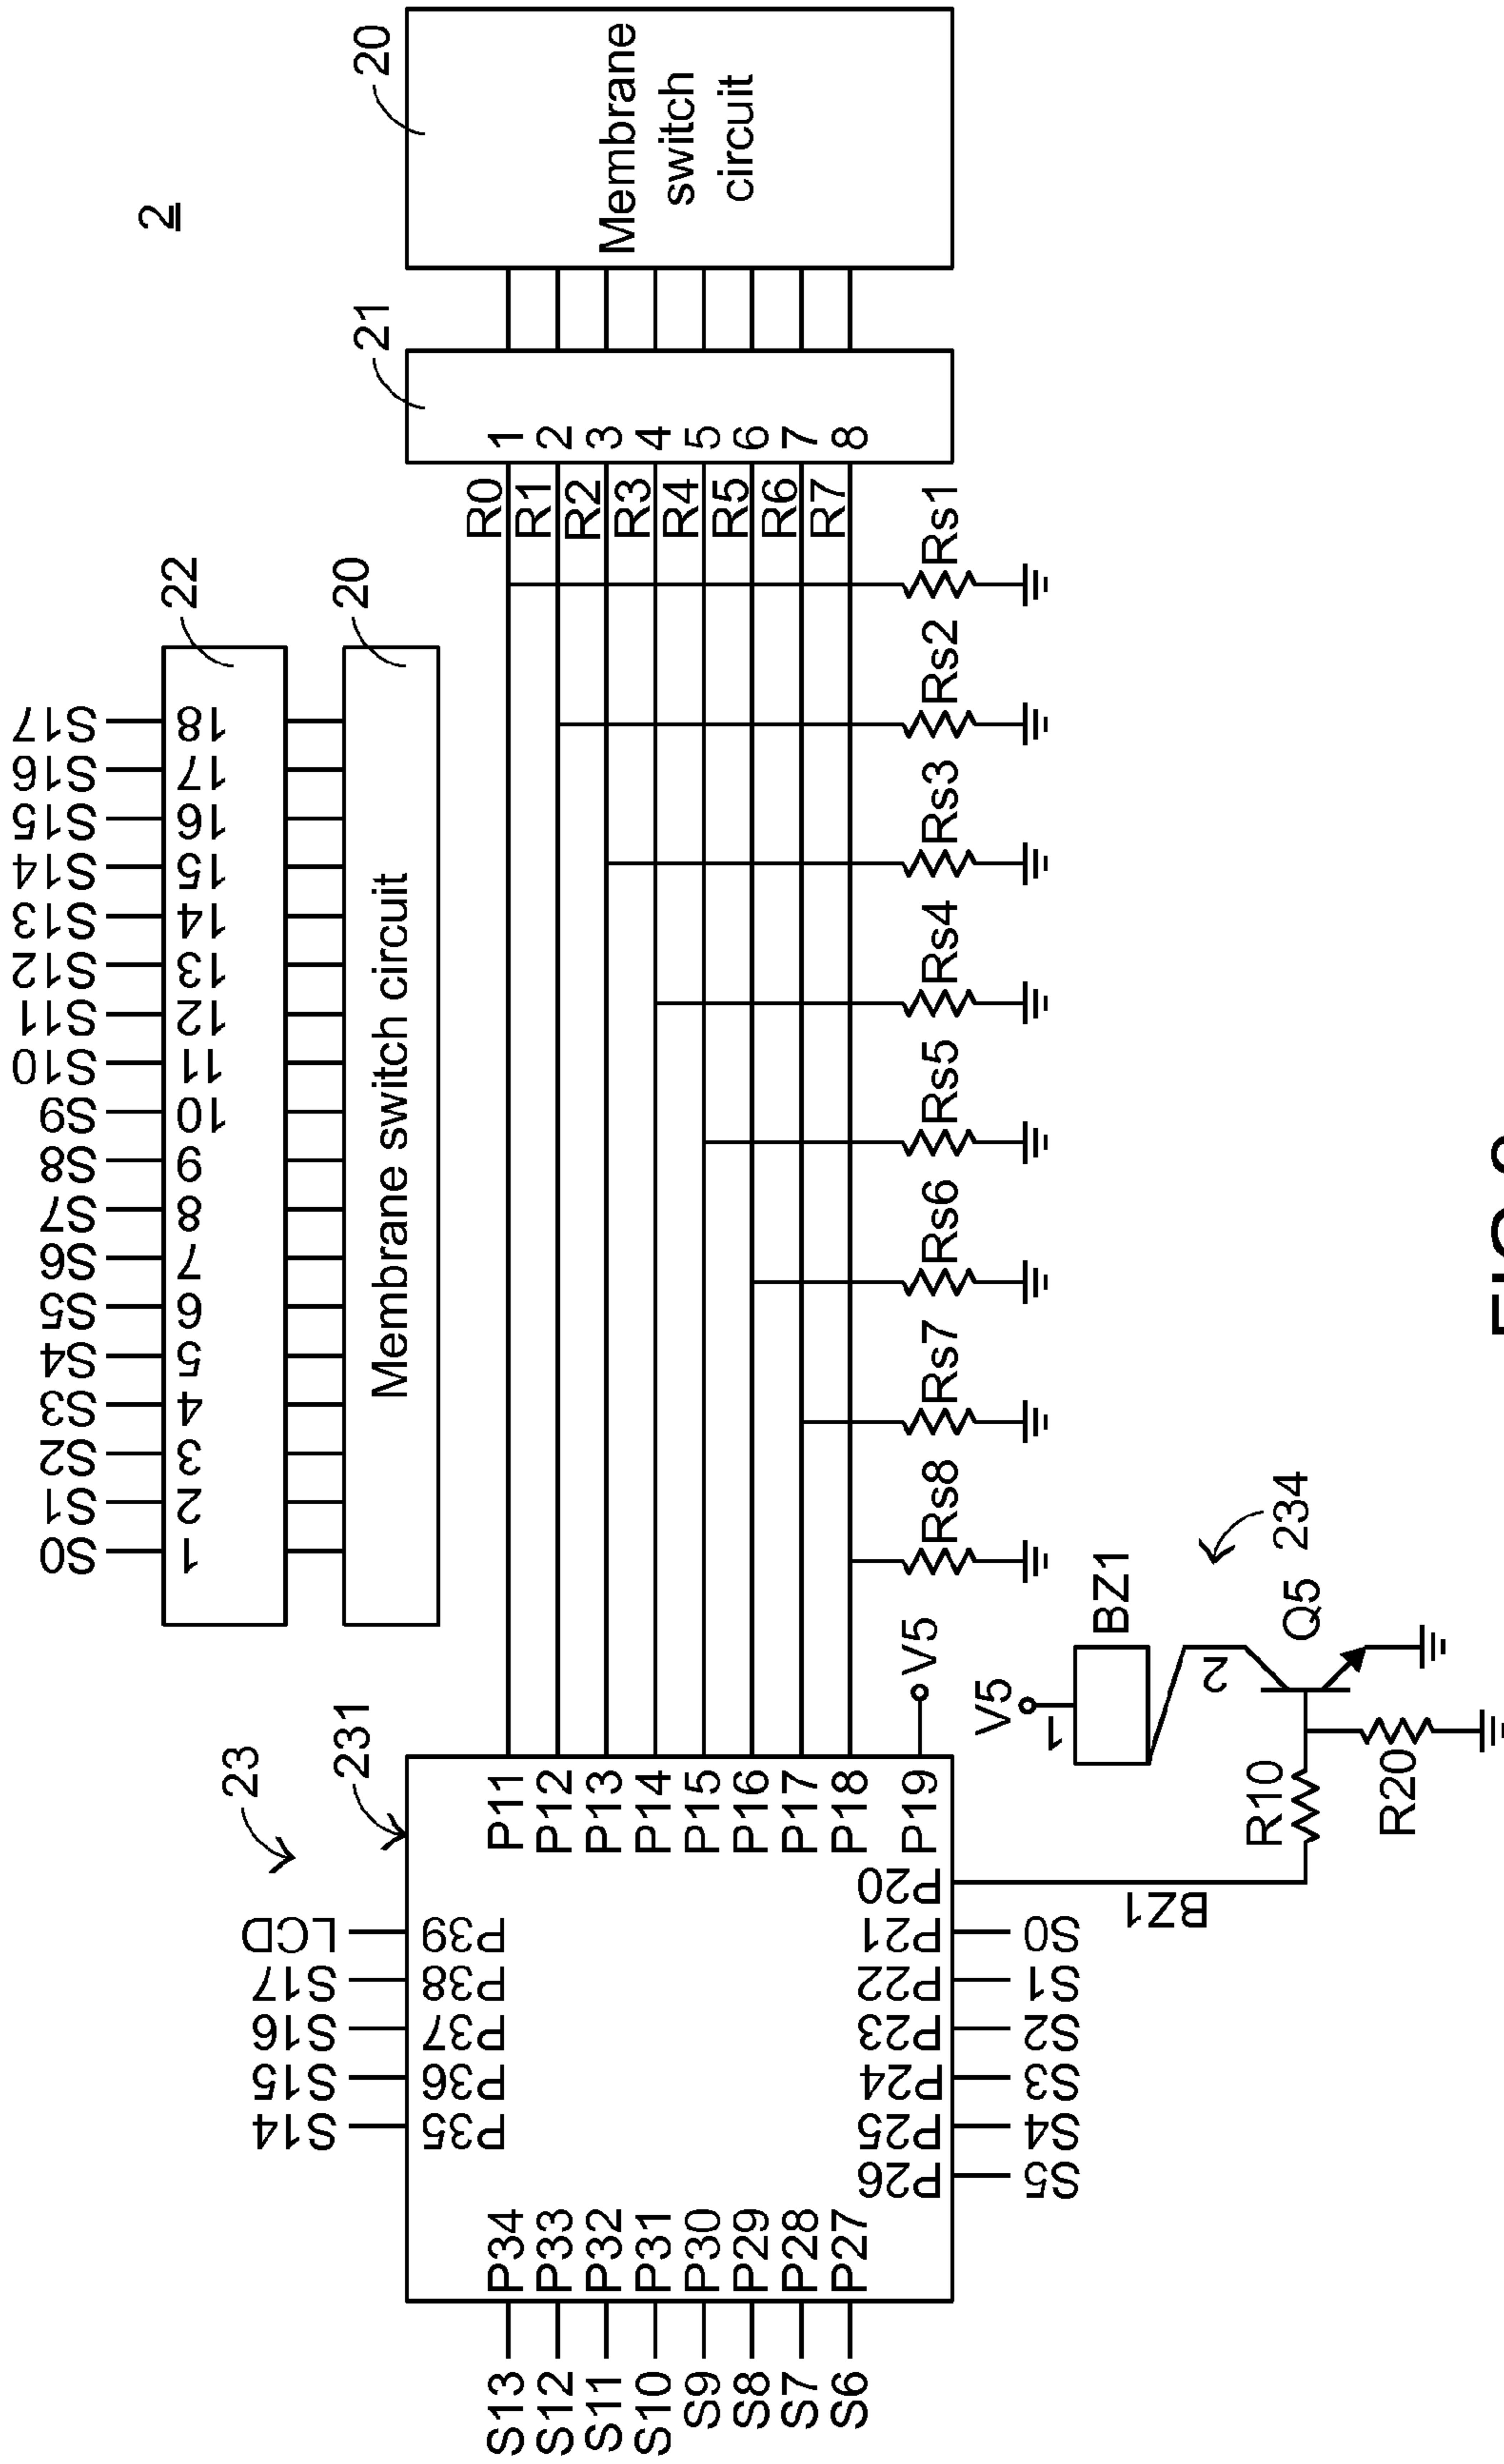 2
S0 S1 S2 S3 S4 S5 S6 S7 S8 S9 S10 S11 S12 S13 S14 S15 S16 S17
1 2 3 4 5 6 7 8 9 10 11 12 13 14 15 16 17 18
22
Membrane switch circuit
20
23
231
LCD
S17
S16
S15
S14
P39
P38
P37
P36
P35
S13 P34 P11 R0 1
S12 P33 P12 R1 2
S11 P32 P13 R2 3
S10 P31 P14 R3 4
S9 P30 P15 R4 5
S8 P29 P16 R5 6
S7 P28 P17 R6 7
S6 P27 P18 R7 8
P19 V5
21
20
Membrane
switch
circuit
P26 P25 P24 P23 P22 P21 P20
S5 S4 S3 S2 S1 S0
Rs8 Rs7 Rs6 Rs5 Rs4 Rs3 Rs2 Rs1
V5
1
BZ1
2
BZ1
R10
Q5
234
R20